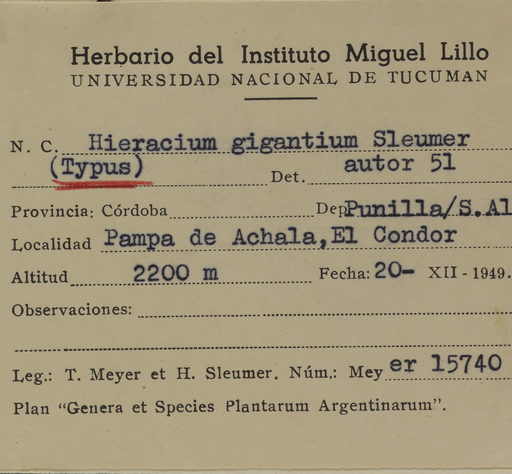 Herbario del Instituto Miguel Lillo
UNIVERSIDAD NACIONAL DE TUCUMAN
N. C. Hieracium gigantium Sleumer
(Typus) Det. autor 51
Provincia: Córdoba Dep Punilla/S.Al
Localidad Pampa de Achala, El Condor
Altitud 2200 m Fecha: 20- XII - 1949.
Observaciones:
Leg.: T. Meyer et H. Sleumer. Núm.: Mey er 15740
Plan "Genera et Species Plantarum Argentinarum".